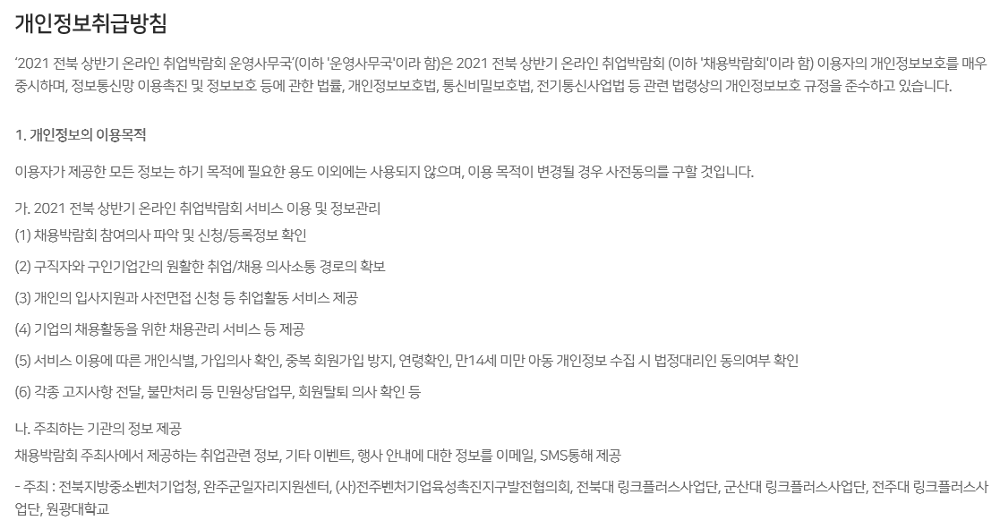 개인정보취급방침
‘2021 전북 상반기 온라인 취업박람회 운영사무국’(이하 '운영사무국'이라 함)은 2021 전북 상반기 온라인 취업박람회 (이하 '채용박람회'이라 함) 이용자의 개인정보보호를 매우
중시하며, 정보통신망 이용촉진 및 정보보호 등에 관한 법률, 개인정보보호법, 통신비밀보호법, 전기통신사업법 등 관련 법령상의 개인정보보호 규정을 준수하고 있습니다.
1. 개인정보의 이용목적
이용자가 제공한 모든 정보는 하기 목적에 필요한 용도 이외에는 사용되지 않으며, 이용 목적이 변경될 경우 사전동의를 구할 것입니다.
가. 2021 전북 상반기 온라인 취업박람회 서비스 이용 및 정보관리
(1) 채용박람회 참여의사 파악 및 신청/등록정보 확인
(2) 구직자와 구인기업간의 원활한 취업/채용 의사소통 경로의 확보
(3) 개인의 입사지원과 사전면접 신청 등 취업활동 서비스 제공
(4) 기업의 채용활동을 위한 채용관리 서비스 등 제공
(5) 서비스 이용에 따른 개인식별, 가입의사 확인, 중복 회원가입 방지, 연령확인, 만14세 미만 아동 개인정보 수집 시 법정대리인 동의여부 확인
(6) 각종 고지사항 전달, 불만처리 등 민원상담업무, 회원탈퇴 의사 확인 등
나. 주최하는 기관의 정보 제공
채용박람회 주최사에서 제공하는 취업관련 정보, 기타 이벤트, 행사 안내에 대한 정보를 이메일, SMS통해 제공
- 주최 : 전북지방중소벤처기업청, 완주군일자리지원센터, (사)전주벤처기업육성촉진지구발전협의회, 전북대 링크플러스사업단, 군산대 링크플러스사업단, 전주대 링크플러스사
업단, 원광대학교